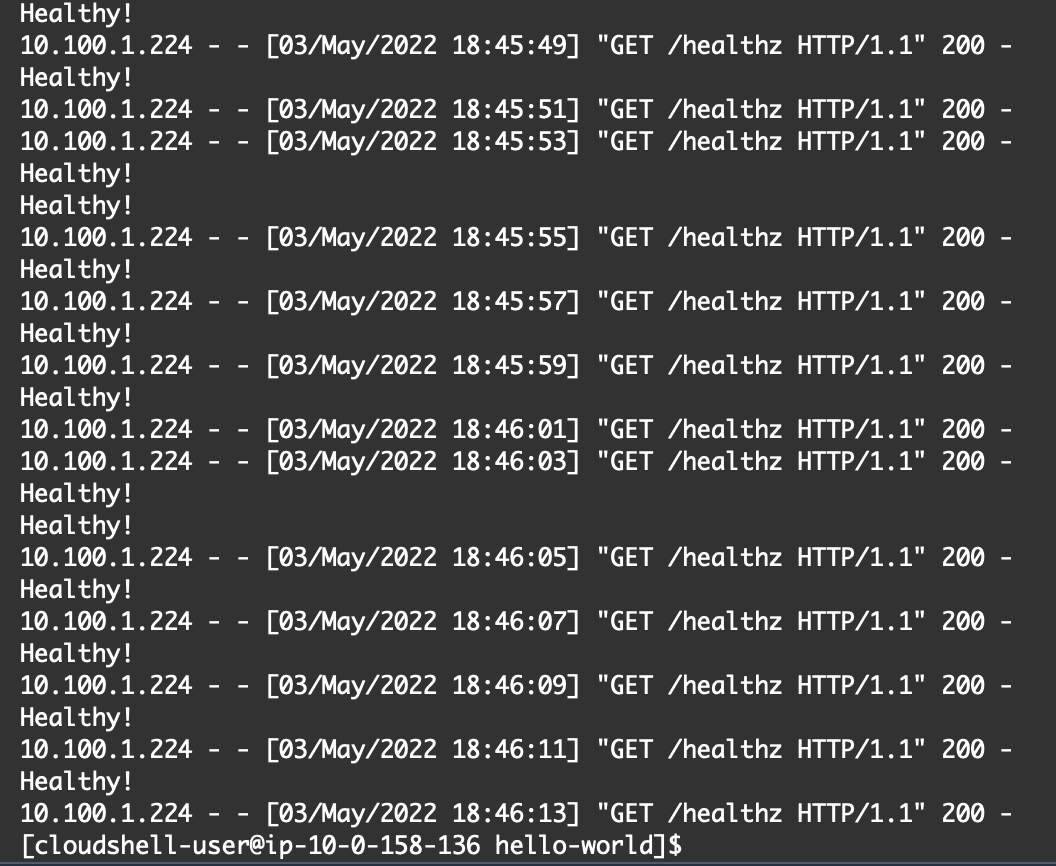 Healthy!
10.100.1.224 - - [03/May/2022 18:45:49] "GET /healthz HTTP/1.1" 200 -
Healthy!
10.100.1.224 - - [03/May/2022 18:45:51] "GET /healthz HTTP/1.1" 200 -
10.100.1.224 - - [03/May/2022 18:45:53] "GET /healthz HTTP/1.1" 200 -
Healthy!
Healthy!
10.100.1.224 - - [03/May/2022 18:45:55] "GET /healthz HTTP/1.1" 200 -
Healthy!
10.100.1.224 - - [03/May/2022 18:45:57] "GET /healthz HTTP/1.1" 200 -
Healthy!
10.100.1.224 - - [03/May/2022 18:45:59] "GET /healthz HTTP/1.1" 200 -
Healthy!
10.100.1.224 - - [03/May/2022 18:46:01] "GET /healthz HTTP/1.1" 200 -
10.100.1.224 - - [03/May/2022 18:46:03] "GET /healthz HTTP/1.1" 200 -
Healthy!
Healthy!
10.100.1.224 - - [03/May/2022 18:46:05] "GET /healthz HTTP/1.1" 200 -
Healthy!
10.100.1.224 - - [03/May/2022 18:46:07] "GET /healthz HTTP/1.1" 200 -
Healthy!
10.100.1.224 - - [03/May/2022 18:46:09] "GET /healthz HTTP/1.1" 200 -
Healthy!
10.100.1.224 - - [03/May/2022 18:46:11] "GET /healthz HTTP/1.1" 200 -
Healthy!
10.100.1.224 - - [03/May/2022 18:46:13] "GET /healthz HTTP/1.1" 200 -
[cloudshell-user@ip-10-0-158-136 hello-world]$